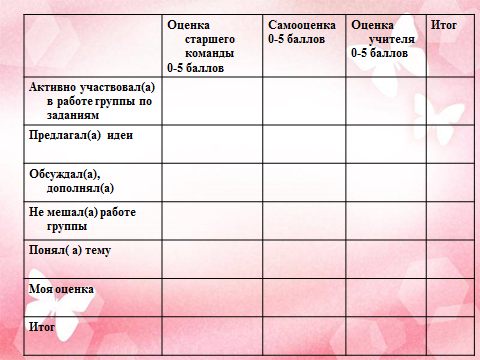 Оценка
старшего
команды
0-5 баллов
Самооценка
0-5 баллов
Оценка
учителя
0-5 баллов
Итог
Активно участвовал(а)
в работе группы по
заданиям
Предлагал(а) идеи
Обсуждал(а),
дополнял(а)
Не мешал(а) работе
группы
Понял( а) тему
Моя оценка
Итог